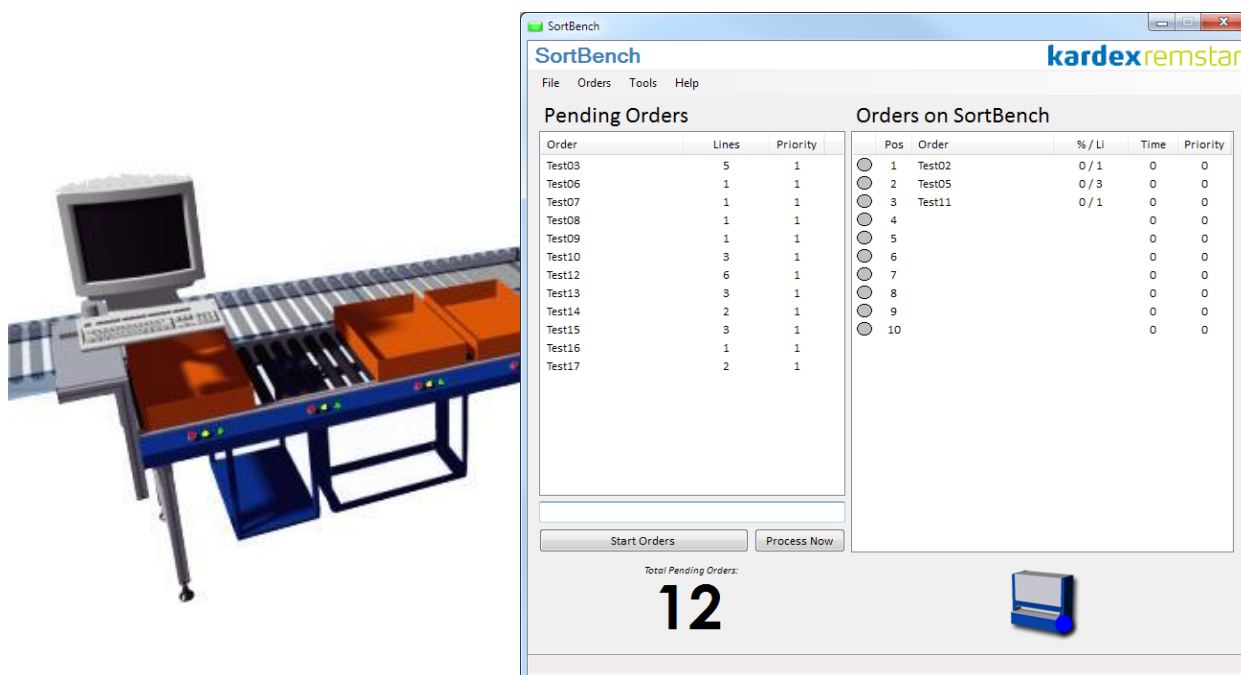 SortBench
SortBench
kardexremstar
File Orders Tools Help
Pending Orders
Order Lines Priority
Test03 5 1
Test06 1 1
Test07 1 1
Test08 1 1
Test09 1 1
Test10 3 1
Test12 6 1
Test13 3 1
Test14 2 1
Test15 3 1
Test16 1 1
Test17 2 1
Start Orders Process Now
Total Pending Orders:
12
Orders on SortBench
Pos Order % / Li Time Priority
1 Test02 0 / 1 0 0
2 Test05 0 / 3 0 0
3 Test11 0 / 1 0 0
4 0 0
5 0 0
6 0 0
7 0 0
8 0 0
9 0 0
10 0 0